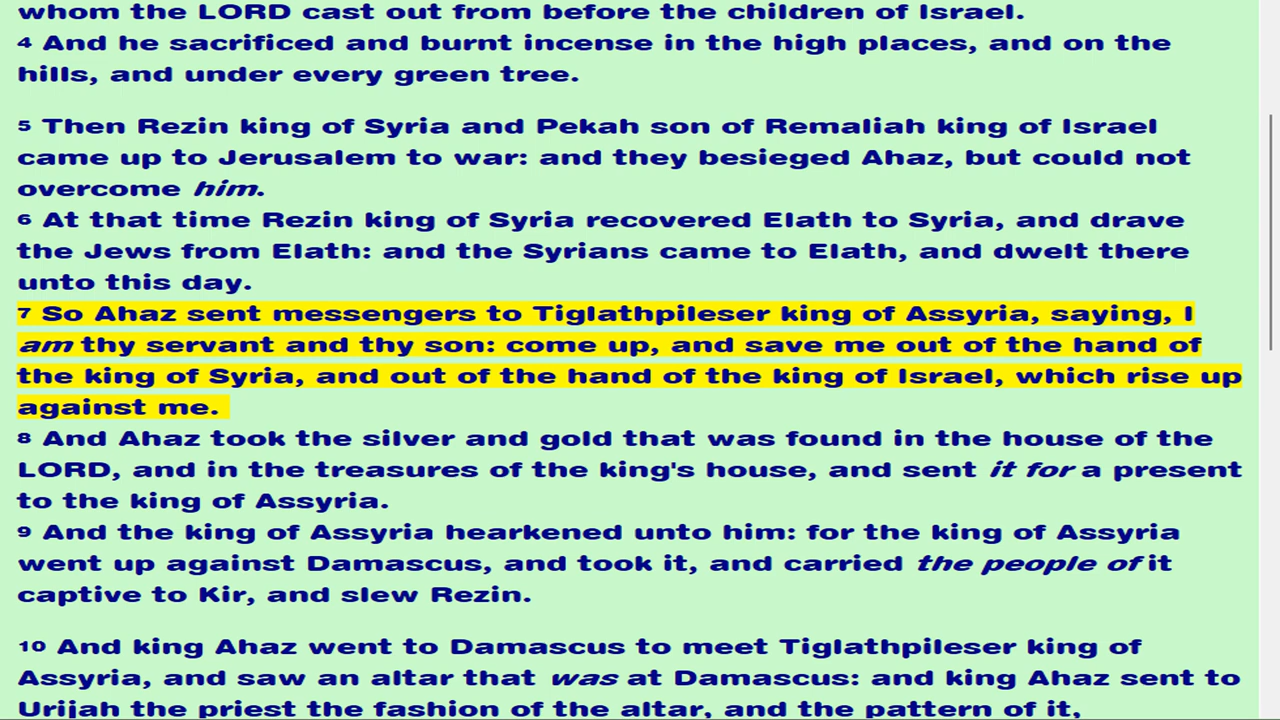 whom the LORD cast out from before the children of Israel.
4 And he sacrificed and burnt incense in the high places, and on the
hills, and under every green tree.
5 Then Rezin king of Syria and Pekah son of Remaliah king of Israel
came up to Jerusalem to war: and they besieged Ahaz, but could not
overcome him.
6 At that time Rezin king of Syria recovered Elath to Syria, and drave
the Jews from Elath: and the Syrians came to Elath, and dwelt there
unto this day.
7 So Ahaz sent messengers to Tiglathpileser king of Assyria, saying, I
am thy servant and thy son: come up, and save me out of the hand of
the king of Syria, and out of the hand of the king of Israel, which rise up
against me.
8 And Ahaz took the silver and gold that was found in the house of the
LORD, and in the treasures of the king's house, and sent it for a present
to the king of Assyria.
9 And the king of Assyria hearkened unto him: for the king of Assyria
went up against Damascus, and took it, and carried the people of it
captive to Kir, and slew Rezin.
10 And king Ahaz went to Damascus to meet Tiglathpileser king of
Assyria, and saw an altar that was at Damascus: and king Ahaz sent to
Urijah the priest the fashion of the altar, and the pattern of it,